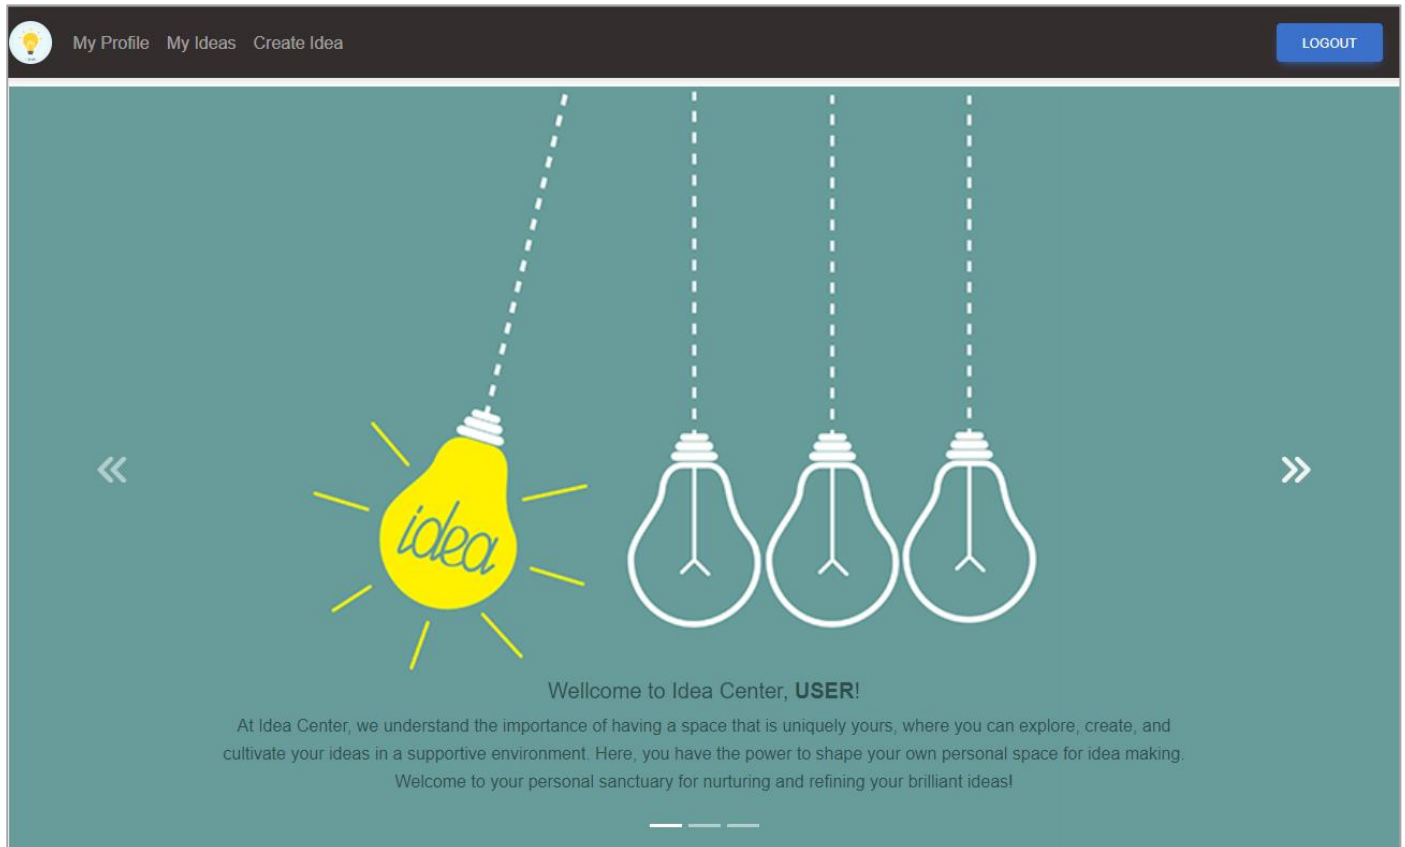 My Profile My Ideas Create Idea LOGOUT
idea
Wellcome to Idea Center, USER!
At Idea Center, we understand the importance of having a space that is uniquely yours, where you can explore, create, and
cultivate your ideas in a supportive environment. Here, you have the power to shape your own personal space for idea making.
Welcome to your personal sanctuary for nurturing and refining your brilliant ideas!